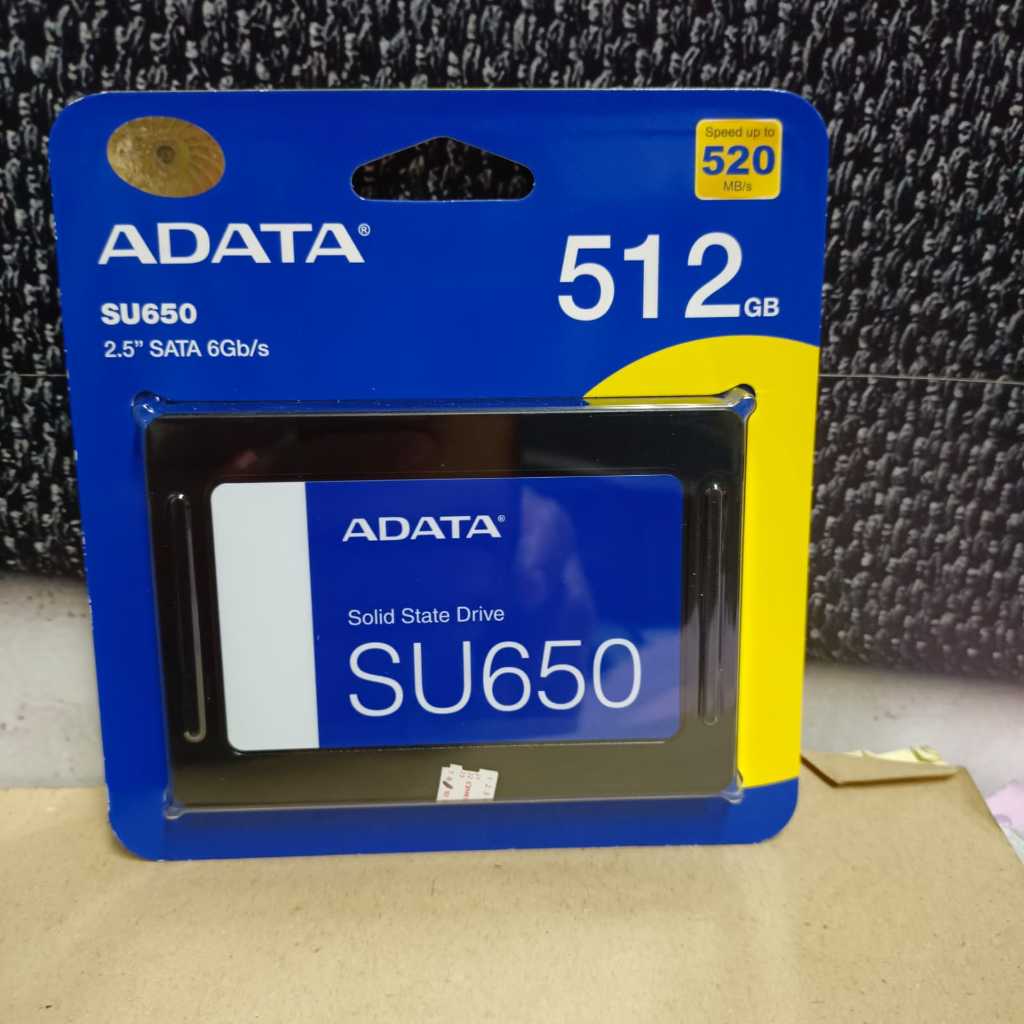 Speed up to
520
MB/s
ADATA®
512GB
SU650
2.5" SATA 6Gb/s
ADATA®
Solid State Drive
SU650